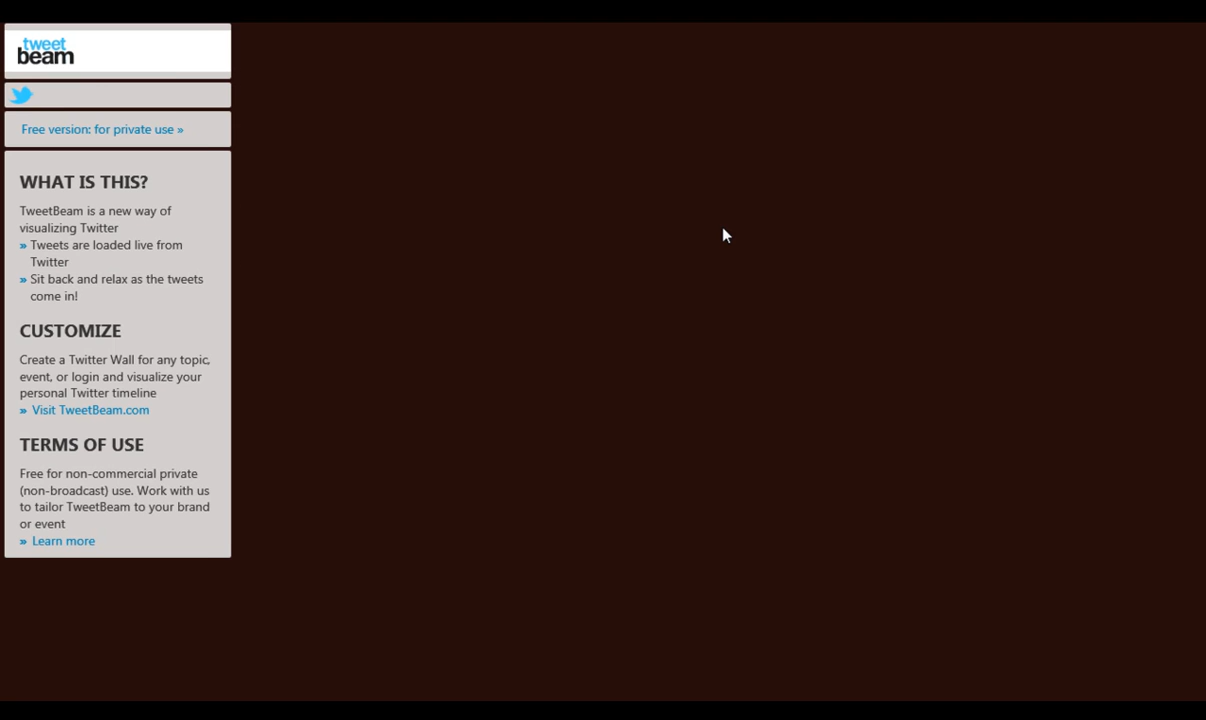 tweet
beam
Free version: for private use »
WHAT IS THIS?
TweetBeam is a new way of
visualizing Twitter
» Tweets are loaded live from
Twitter
» Sit back and relax as the tweets
come in!
CUSTOMIZE
Create a Twitter Wall for any topic,
event, or login and visualize your
personal Twitter timeline
» Visit TweetBeam.com
TERMS OF USE
Free for non-commercial private
(non-broadcast) use. Work with us
to tailor TweetBeam to your brand
or event
» Learn more